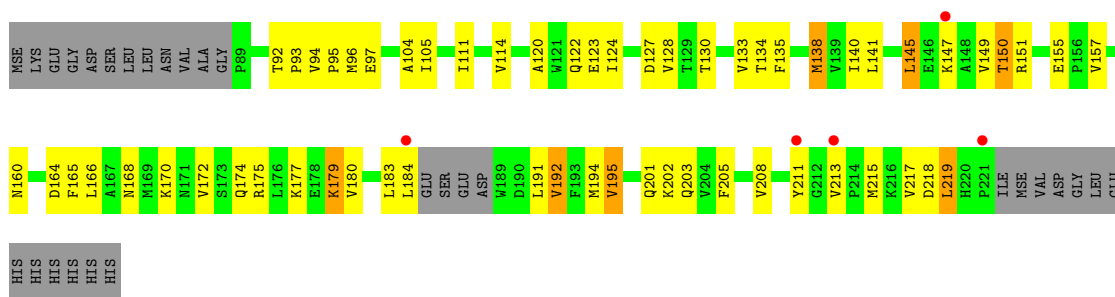 MSE LYS GLU GLY ASP SER LEU LEU ASN VAL ALA GLY P89 T92 P93 V94 P95 M96 E97 A104 I105 I111 V114 A120 W121 Q122 E123 I124 D127 V128 T129 T130 V133 T134 F135 M138 V139 I140 L141 L145 E146 K147 A148 V149 T150 R151 E155 P156 V157
N160 D164 F165 L166 A167 N168 M169 K170 N171 V172 S173 Q174 R175 L176 K177 E178 K179 V180 L183 L184 GLU SER GLU ASP W189 D190 L191 V192 F193 M194 V195 Q201 K202 Q203 V204 F205 V208 Y211 G212 V213 P214 M215 K216 V217 D218 L219 H220 P221 ILE MSE VAL ASP GLY LEU GLU
HIS HIS HIS HIS HIS HIS